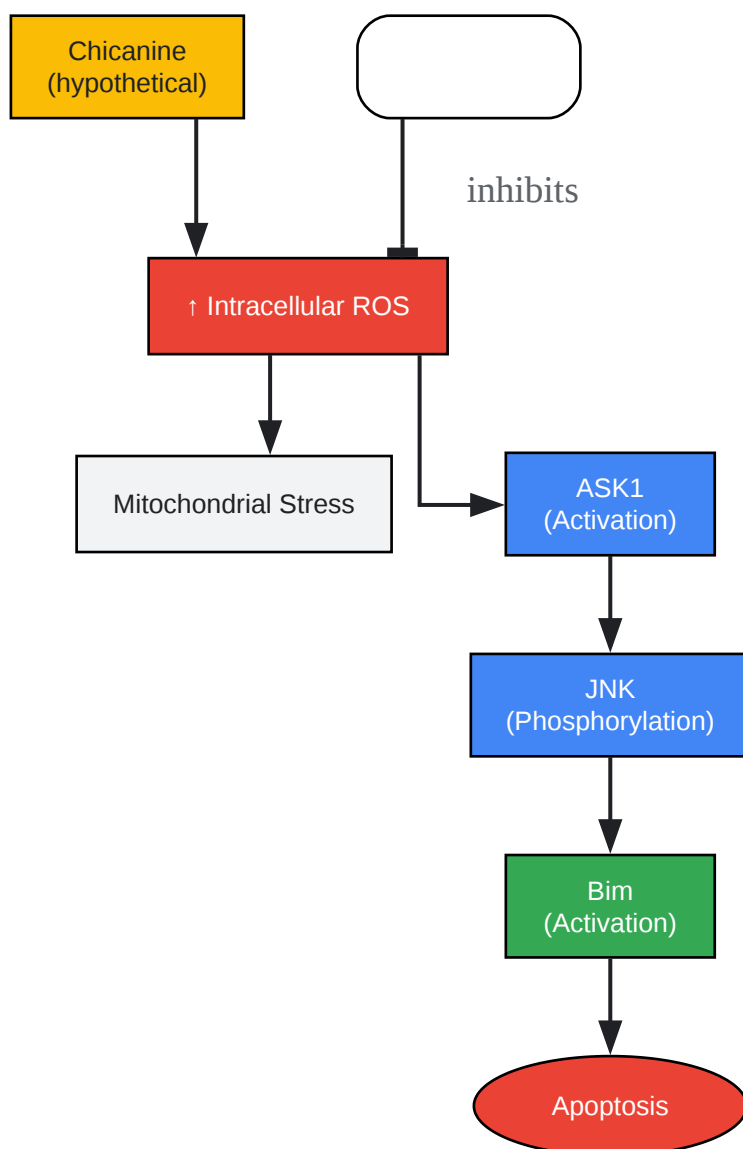 Chicanine
(hypothetical)
inhibits
↑ Intracellular ROS
Mitochondrial Stress
ASK1
(Activation)
JNK
(Phosphorylation)
Bim
(Activation)
Apoptosis